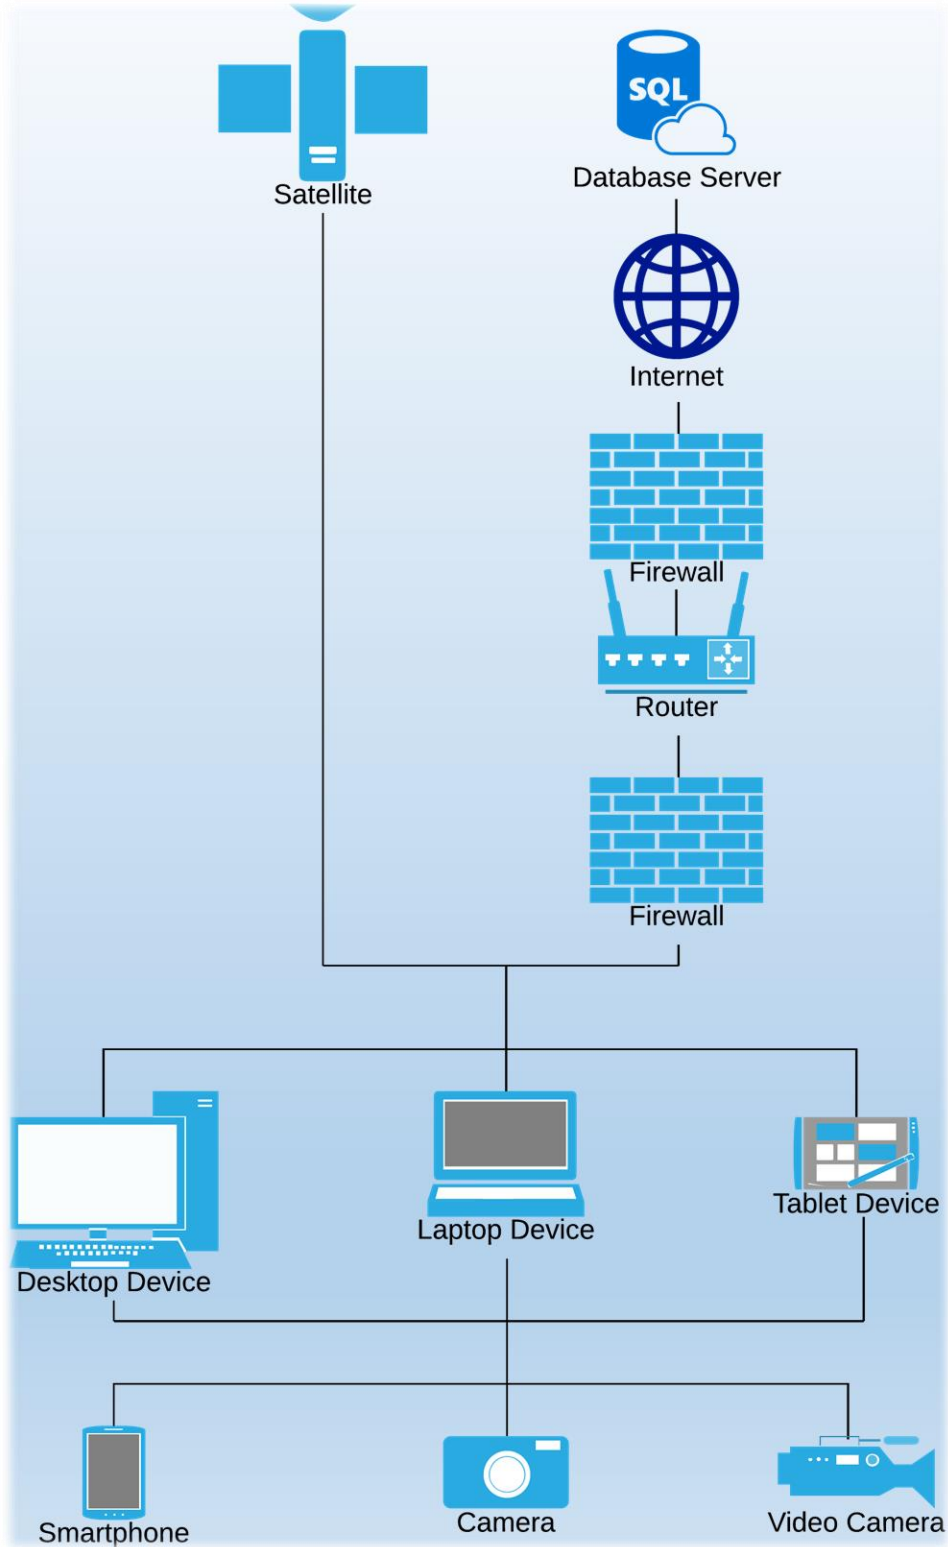 SQL
Satellite
Database Server
Internet
Firewall
Router
Firewall
Tablet Device
Laptop Device
Desktop Device
Smartphone
Camera
Video Camera